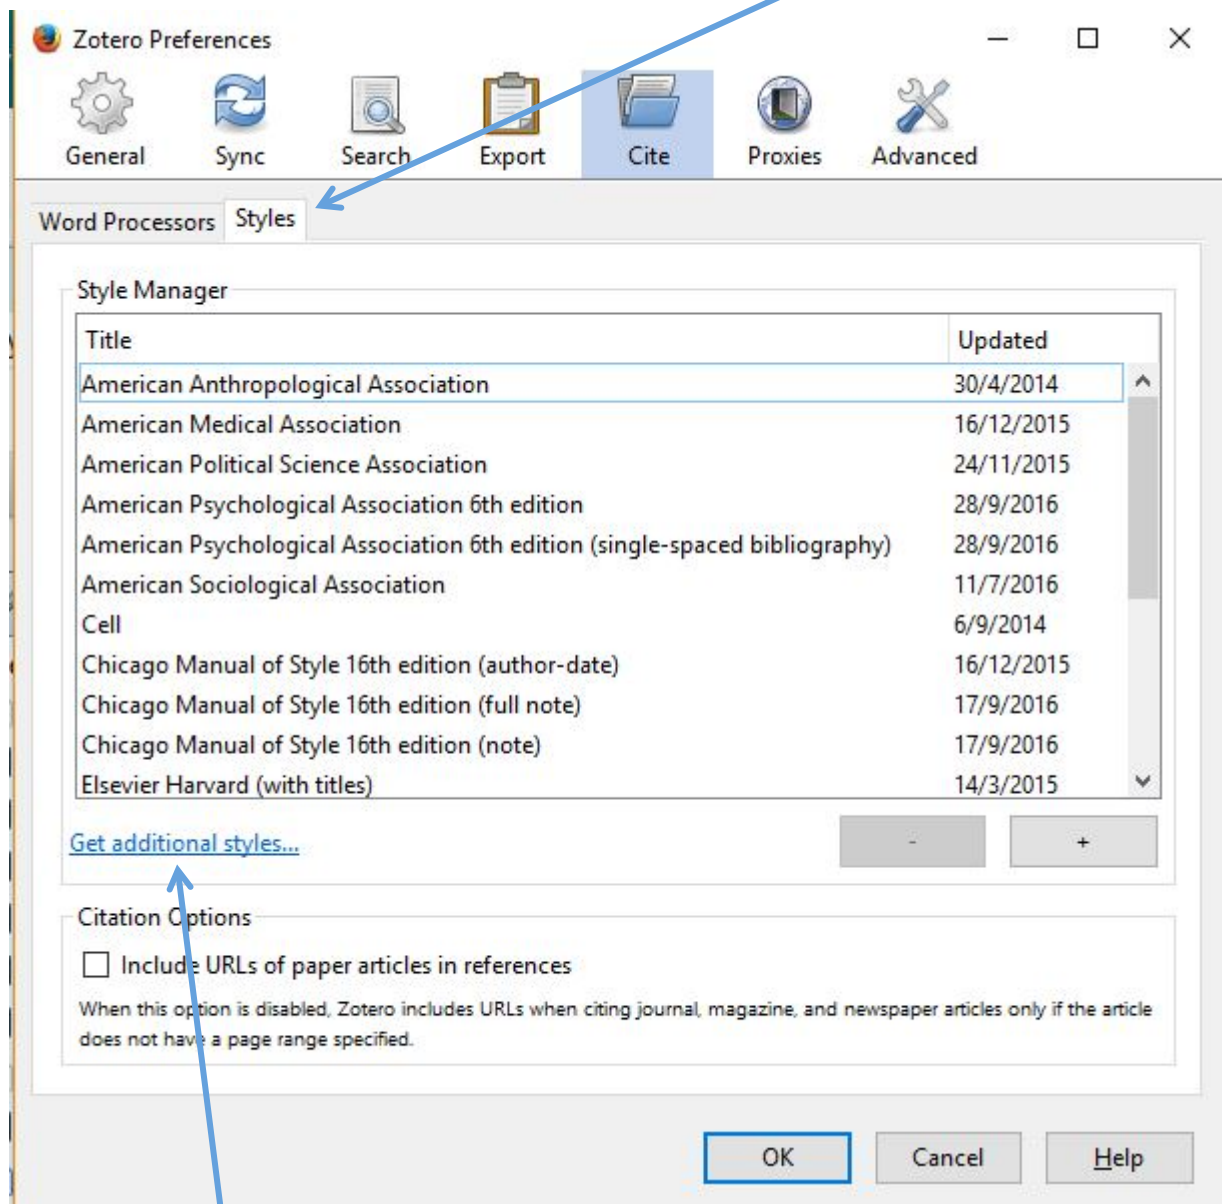 Zotero Preferences
General Sync Search Export Cite Proxies Advanced
Word Processors Styles
Style Manager
Title Updated
American Anthropological Association 30/4/2014
American Medical Association 16/12/2015
American Political Science Association 24/11/2015
American Psychological Association 6th edition 28/9/2016
American Psychological Association 6th edition (single-spaced bibliography) 28/9/2016
American Sociological Association 11/7/2016
Cell 6/9/2014
Chicago Manual of Style 16th edition (author-date) 16/12/2015
Chicago Manual of Style 16th edition (full note) 17/9/2016
Chicago Manual of Style 16th edition (note) 17/9/2016
Elsevier Harvard (with titles) 14/3/2015
Get additional styles... - +
Citation Options
Include URLs of paper articles in references
When this option is disabled, Zotero includes URLs when citing journal, magazine, and newspaper articles only if the article
does not have a page range specified.
OK Cancel Help